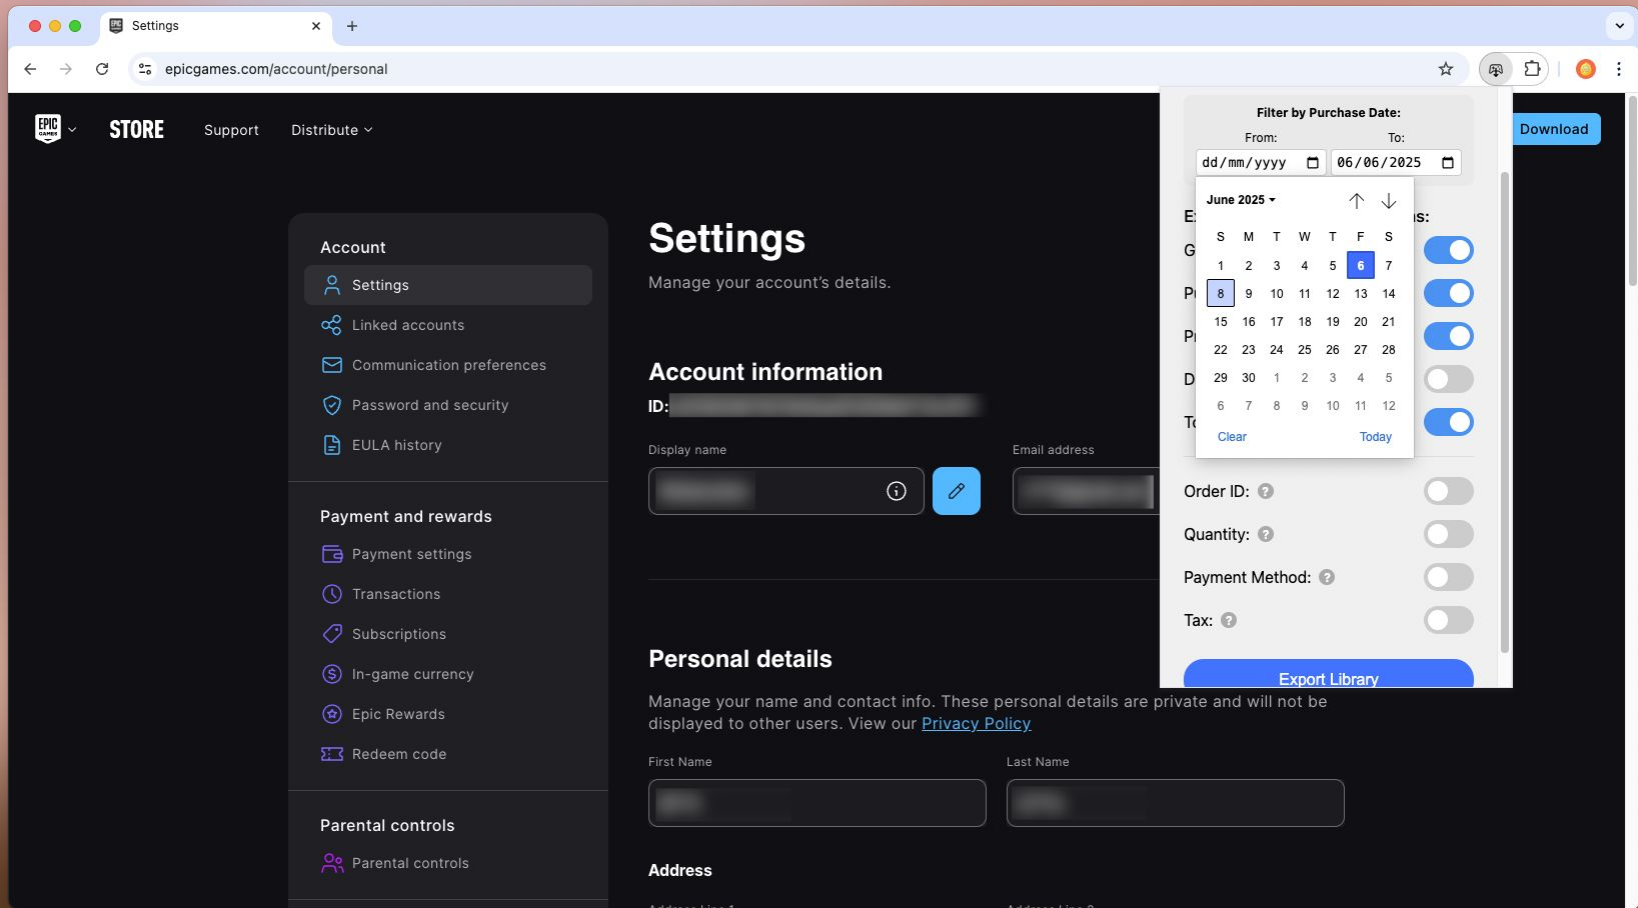 Settings
epicgames.com/account/personal
EPIC GAMES
STORE
Support
Distribute
Download
Filter by Purchase Date:
From: To:
dd/mm/yyyy 06/06/2025
June 2025
S M T W T F S
1 2 3 4 5 6 7
8 9 10 11 12 13 14
15 16 17 18 19 20 21
22 23 24 25 26 27 28
29 30 1 2 3 4 5
6 7 8 9 10 11 12
Clear Today
Order ID: ?
Quantity: ?
Payment Method: ?
Tax: ?
Export Library
Account
Settings
Linked accounts
Communication preferences
Password and security
EULA history
Payment and rewards
Payment settings
Transactions
Subscriptions
In-game currency
Epic Rewards
Redeem code
Parental controls
Parental controls
Settings
Manage your account's details.
Account information
ID:
Display name
Email address
Personal details
Manage your name and contact info. These personal details are private and will not be
displayed to other users. View our Privacy Policy
First Name
Last Name
Address